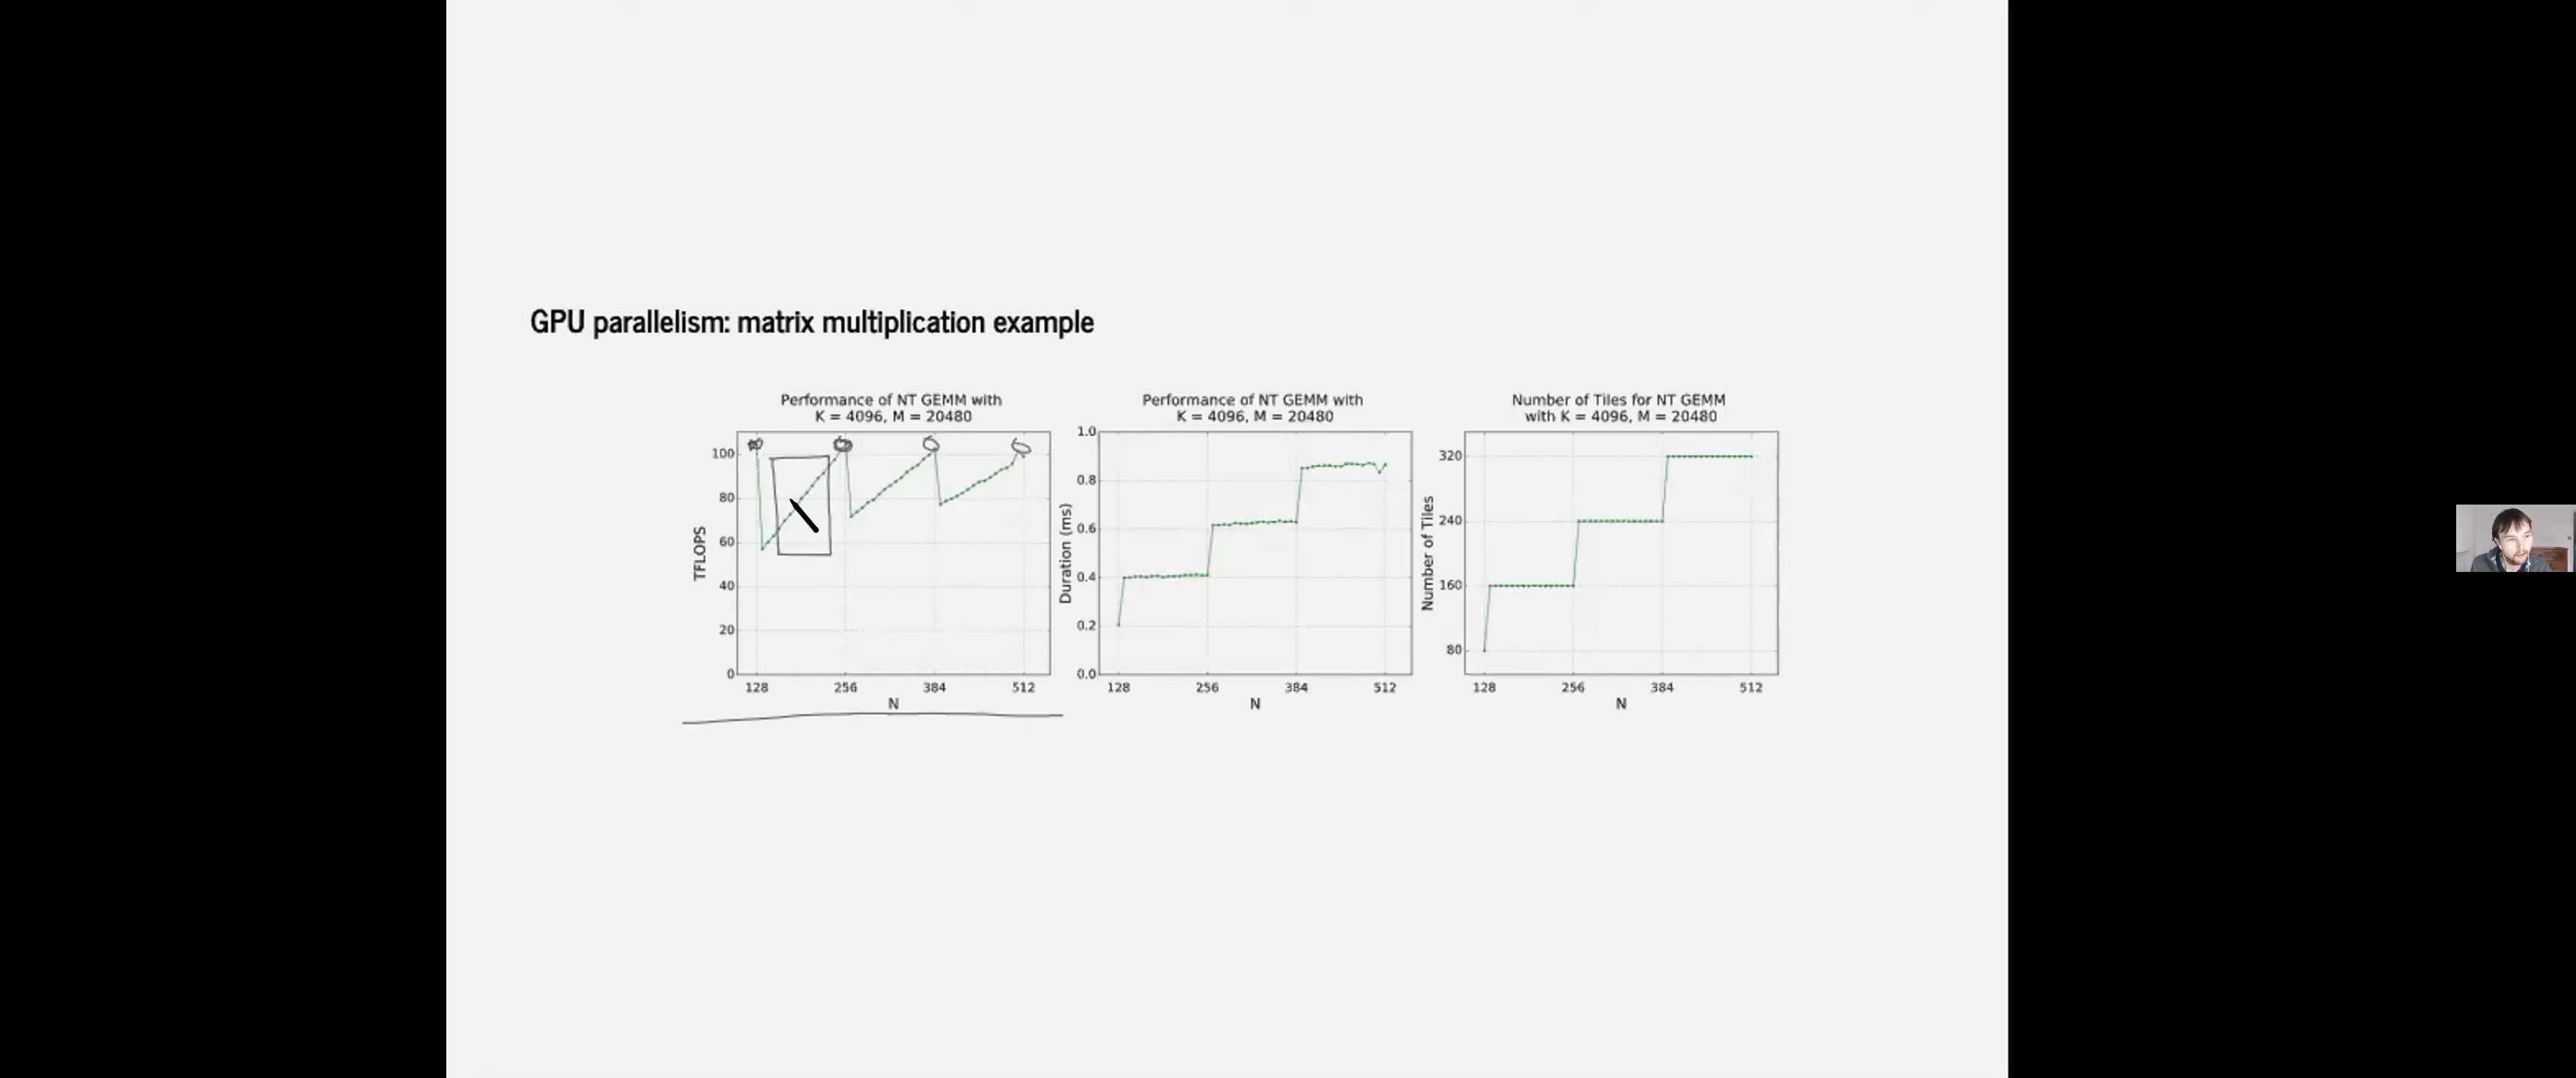 GPU parallelism: matrix multiplication example
Performance of NT GEMM with
K = 4096, M = 20480
100
80
60
40
20
0
TFLOPS
128 256 384 512
N
Performance of NT GEMM with
K = 4096, M = 20480
1.0
0.8
0.6
0.4
0.2
0.0
Duration (ms)
128 256 384 512
N
Number of Tiles for NT GEMM
with K = 4096, M = 20480
320
240
160
80
Number of Tiles
128 256 384 512
N